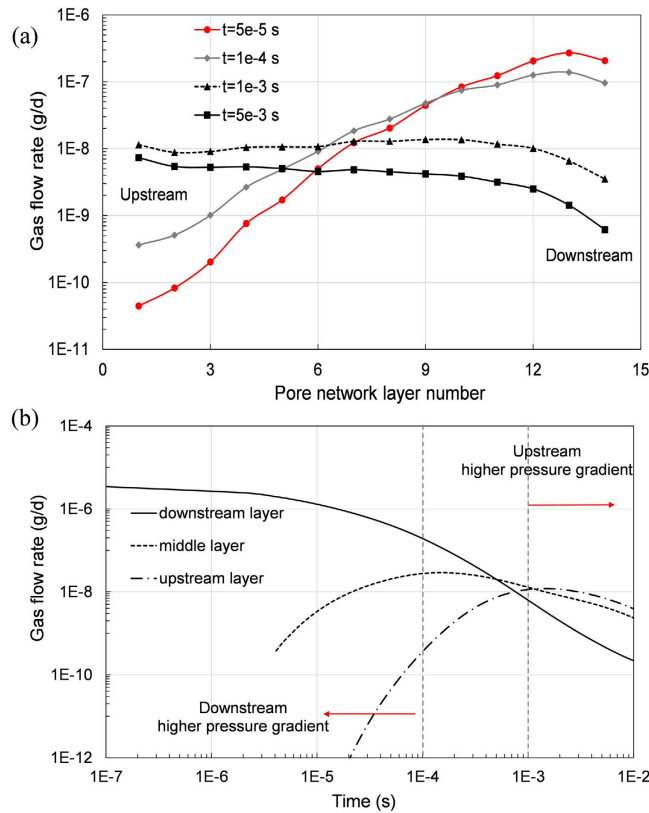 (a)
1E-6
1E-7
1E-8
1E-9
1E-10
1E-11
Gas flow rate (g/d)
t=5e-5 s
t=1e-4 s
t=1e-3 s
t=5e-3 s
Upstream
Downstream
0 3 6 9 12 15
Pore network layer number
(b)
1E-4
1E-6
1E-8
1E-10
1E-12
Gas flow rate (g/d)
Upstream
higher pressure gradient
downstream layer
middle layer
upstream layer
Downstream
higher pressure gradient
1E-7 1E-6 1E-5 1E-4 1E-3 1E-2
Time (s)